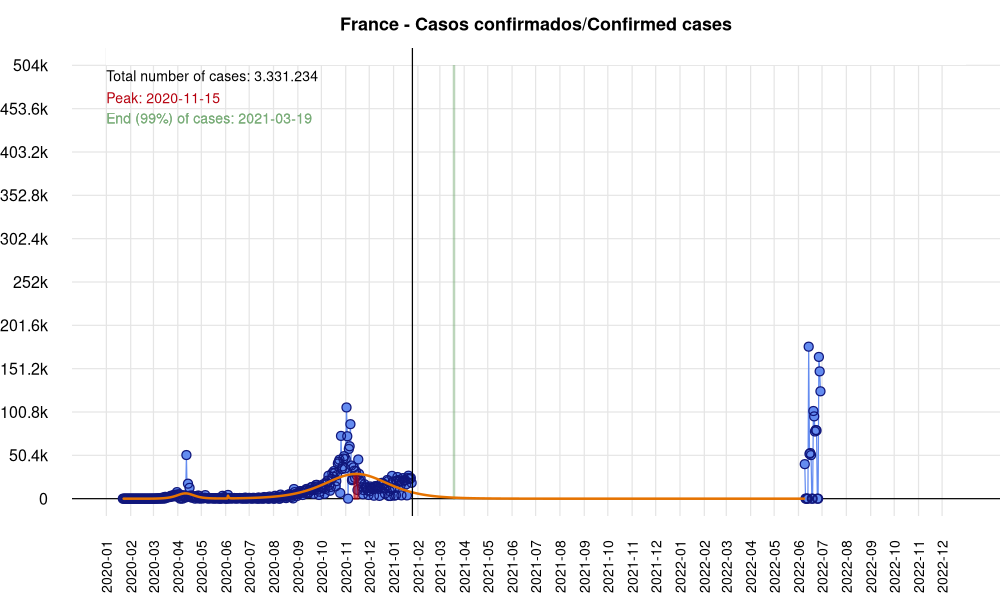 France - Casos confirmados/Confirmed cases
Total number of cases: 3.331.234
Peak: 2020-11-15
End (99%) of cases: 2021-03-19
504k
453.6k
403.2k
352.8k
302.4k
252k
201.6k
151.2k
100.8k
50.4k
0
2020-01
2020-02
2020-03
2020-04
2020-05
2020-06
2020-07
2020-08
2020-09
2020-10
2020-11
2020-12
2021-01
2021-02
2021-03
2021-04
2021-05
2021-06
2021-07
2021-08
2021-09
2021-10
2021-11
2021-12
2022-01
2022-02
2022-03
2022-04
2022-05
2022-06
2022-07
2022-08
2022-09
2022-10
2022-11
2022-12